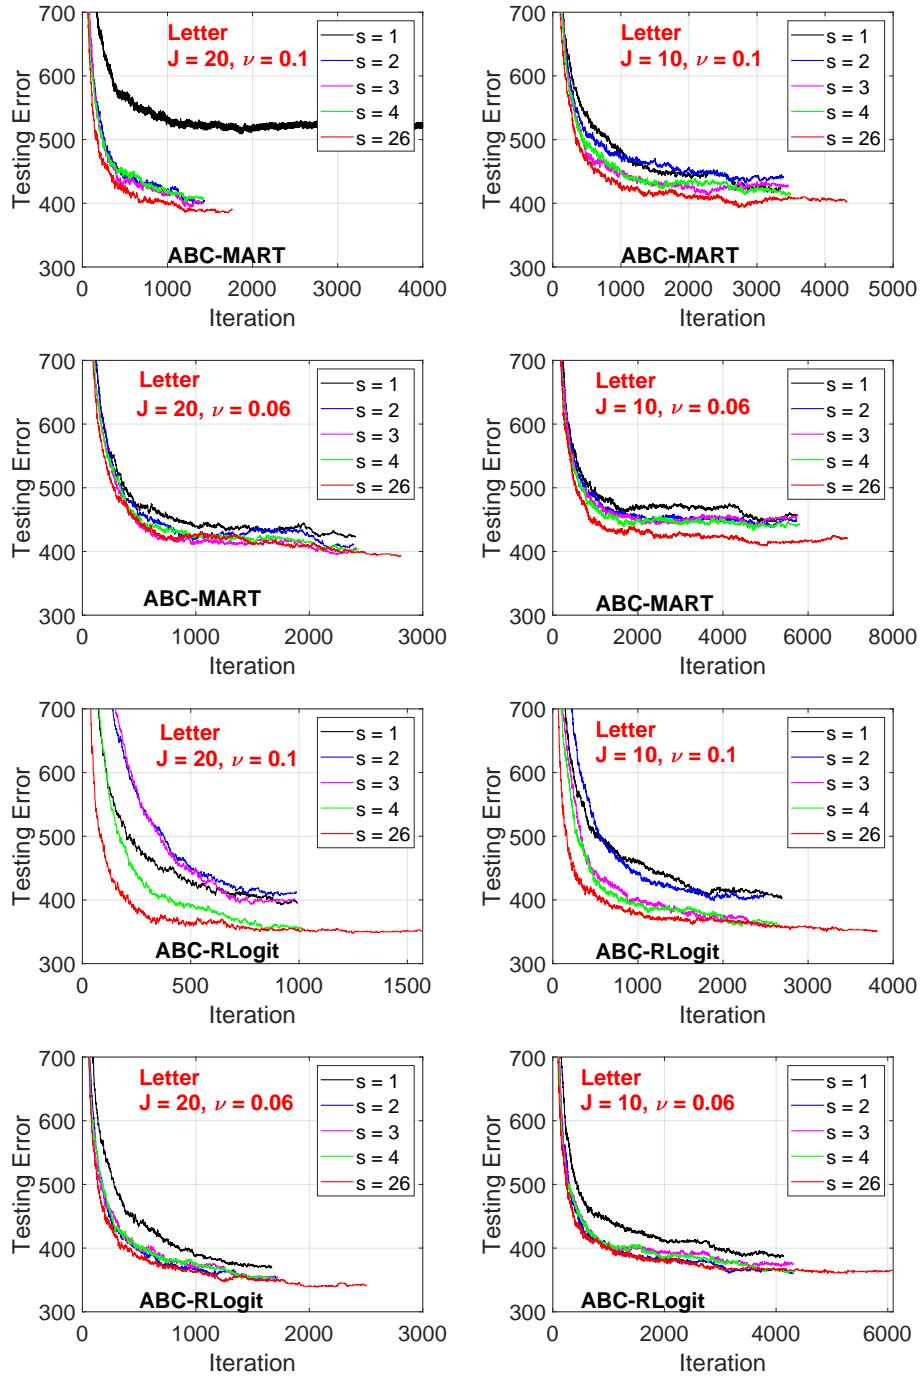 700
600
500
400
300
Testing Error
Letter
J = 20, ν = 0.1
s = 1
s = 2
s = 3
s = 4
s = 26
ABC-MART
0 1000 2000 3000 4000
Iteration
700
600
500
400
300
Testing Error
Letter
J = 10, ν = 0.1
s = 1
s = 2
s = 3
s = 4
s = 26
ABC-MART
0 1000 2000 3000 4000 5000
Iteration
700
600
500
400
300
Testing Error
Letter
J = 20, ν = 0.06
s = 1
s = 2
s = 3
s = 4
s = 26
ABC-MART
0 1000 2000 3000
Iteration
700
600
500
400
300
Testing Error
Letter
J = 10, ν = 0.06
s = 1
s = 2
s = 3
s = 4
s = 26
ABC-MART
0 2000 4000 6000 8000
Iteration
700
600
500
400
300
Testing Error
Letter
J = 20, ν = 0.1
s = 1
s = 2
s = 3
s = 4
s = 26
ABC-RLogit
0 500 1000 1500
Iteration
700
600
500
400
300
Testing Error
Letter
J = 10, ν = 0.1
s = 1
s = 2
s = 3
s = 4
s = 26
ABC-RLogit
0 1000 2000 3000 4000
Iteration
700
600
500
400
300
Testing Error
Letter
J = 20, ν = 0.06
s = 1
s = 2
s = 3
s = 4
s = 26
ABC-RLogit
0 1000 2000 3000
Iteration
700
600
500
400
300
Testing Error
Letter
J = 10, ν = 0.06
s = 1
s = 2
s = 3
s = 4
s = 26
ABC-RLogit
0 2000 4000 6000
Iteration